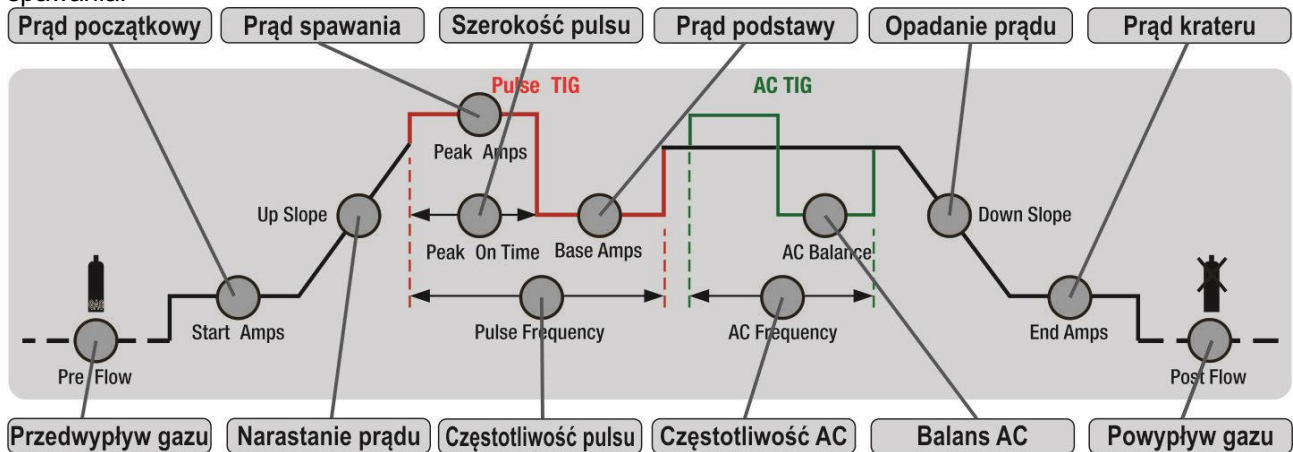 spawania.
Prąd początkowy
Prąd spawania
Szerokość pulsu
Prąd podstawy
Opadanie prądu
Prąd krateru
Pulse TIG
AC TIG
Peak Amps
Up Slope
Down Slope
Peak On Time
Base Amps
AC Balance
GAS
Start Amps
Pulse Frequency
AC Frequency
End Amps
Pre Flow
Post Flow
Przedwypływ gazu
Narastanie prądu
Częstotliwość pulsu
Częstotliwość AC
Balans AC
Powypływ gazu